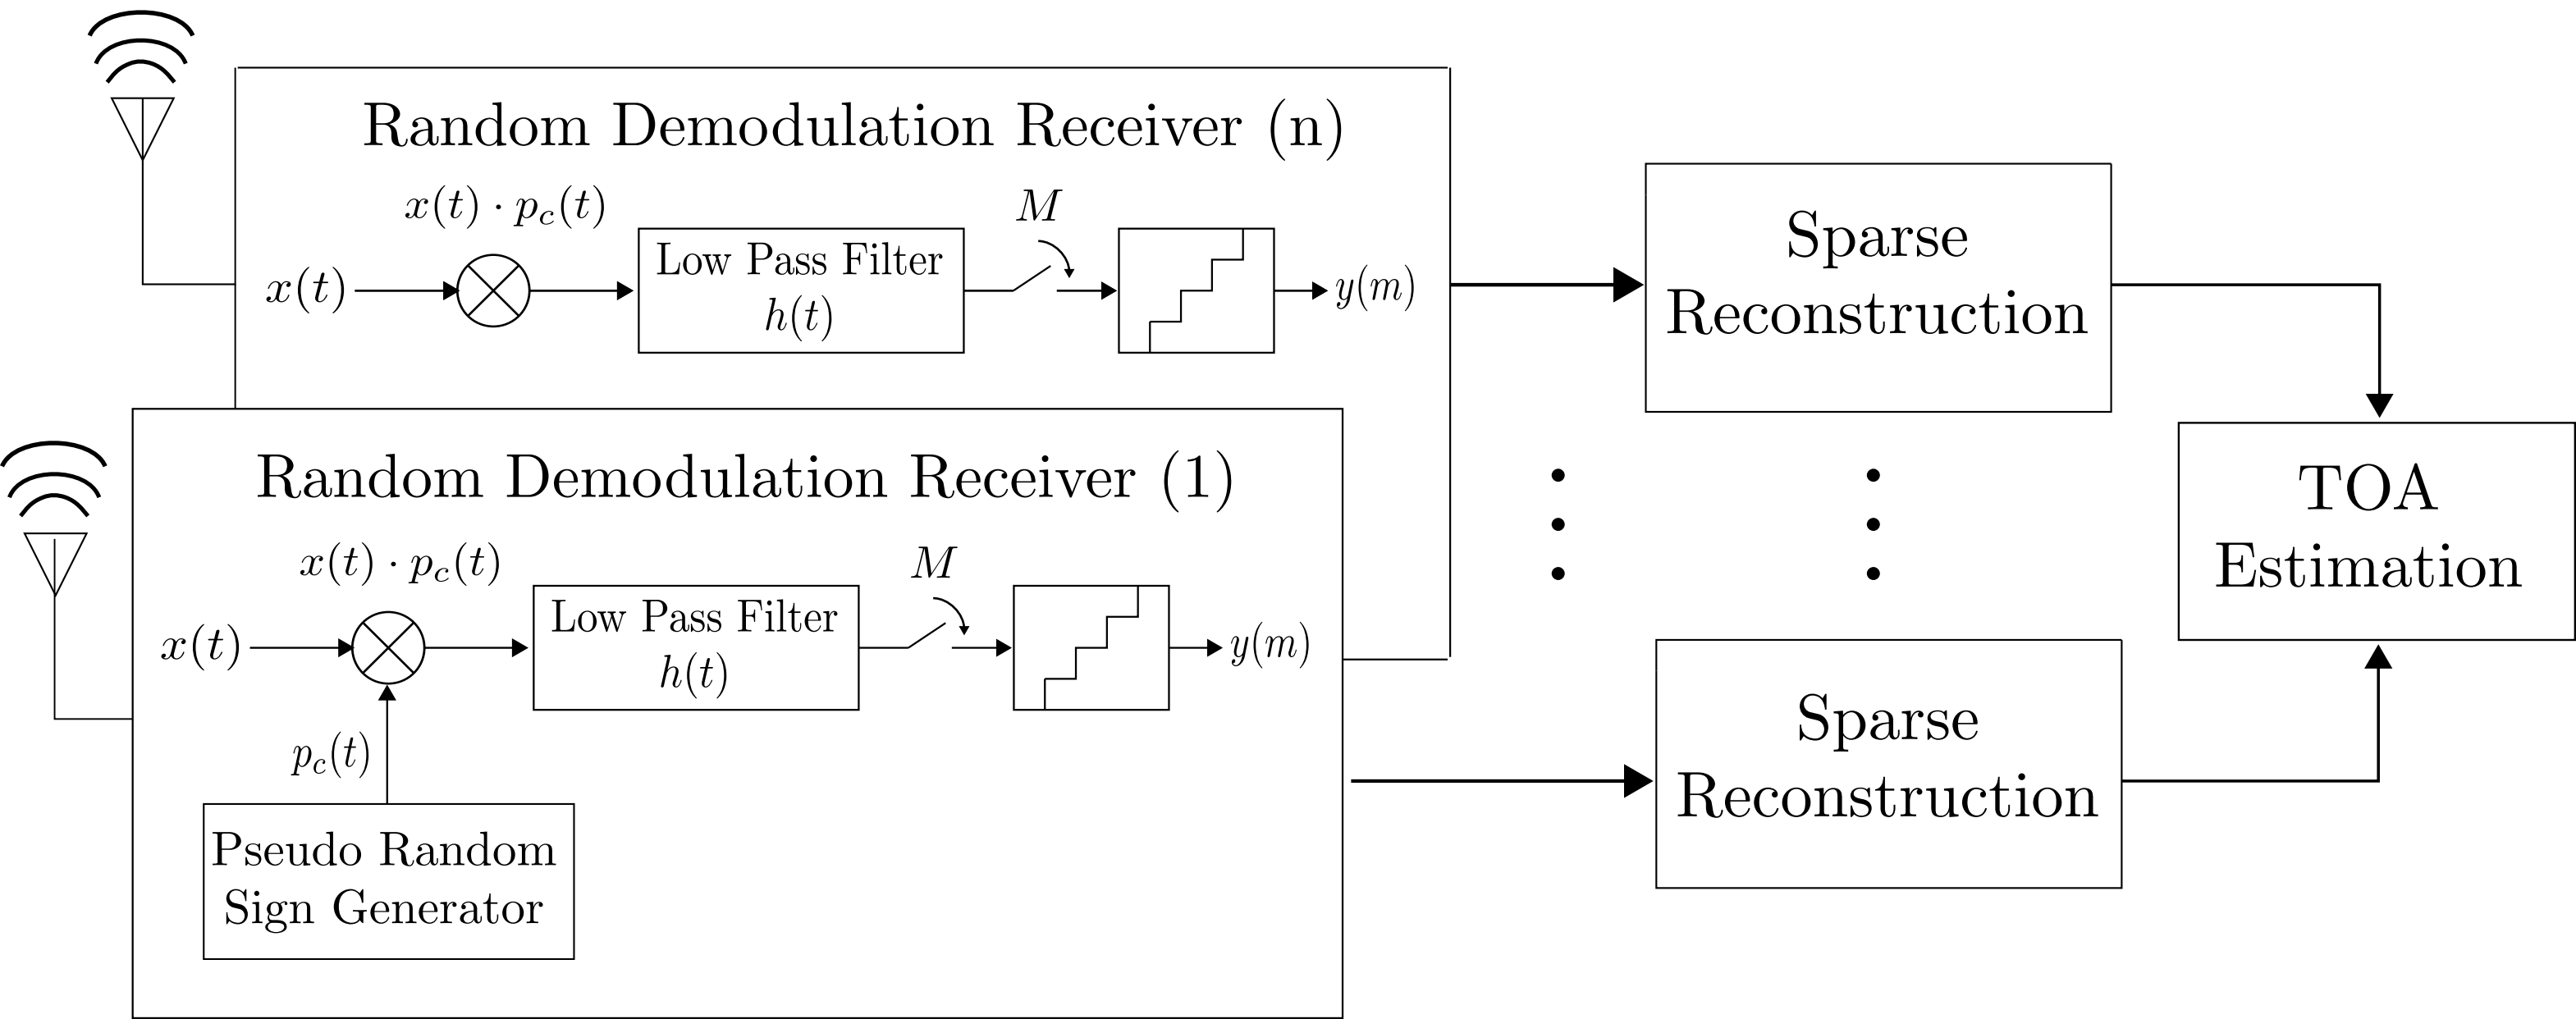 Random Demodulation Receiver (n)
x(t) · p_c(t)
M
x(t)
Low Pass Filter
h(t)
y(m)
Sparse
Reconstruction
Random Demodulation Receiver (1)
x(t) · p_c(t)
M
x(t)
Low Pass Filter
h(t)
y(m)
p_c(t)
Pseudo Random
Sign Generator
Sparse
Reconstruction
TOA
Estimation